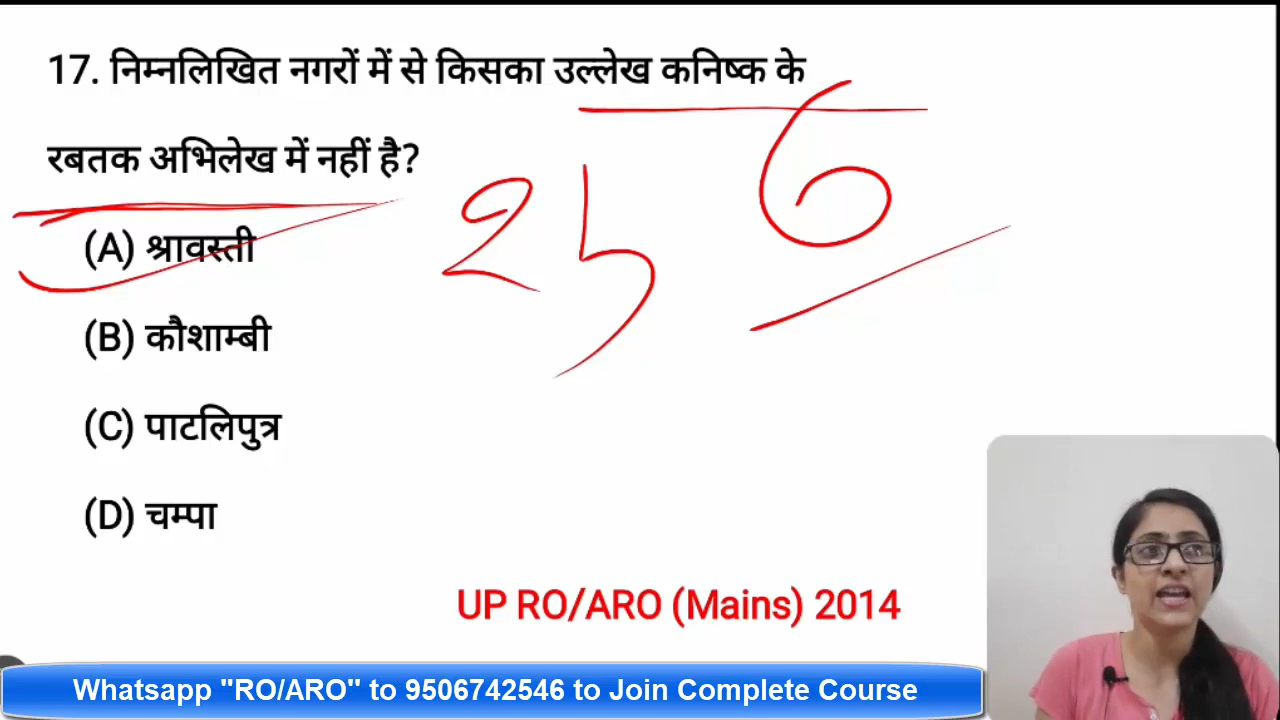 17. निम्नलिखित नगरों में से किसका उल्लेख कनिष्क के
रबतक अभिलेख में नहीं है?
(A) श्रावस्ती
(B) कौशाम्बी
(C) पाटलिपुत्र
(D) चम्पा
UP RO/ARO (Mains) 2014
Whatsapp "RO/ARO" to 9506742546 to Join Complete Course